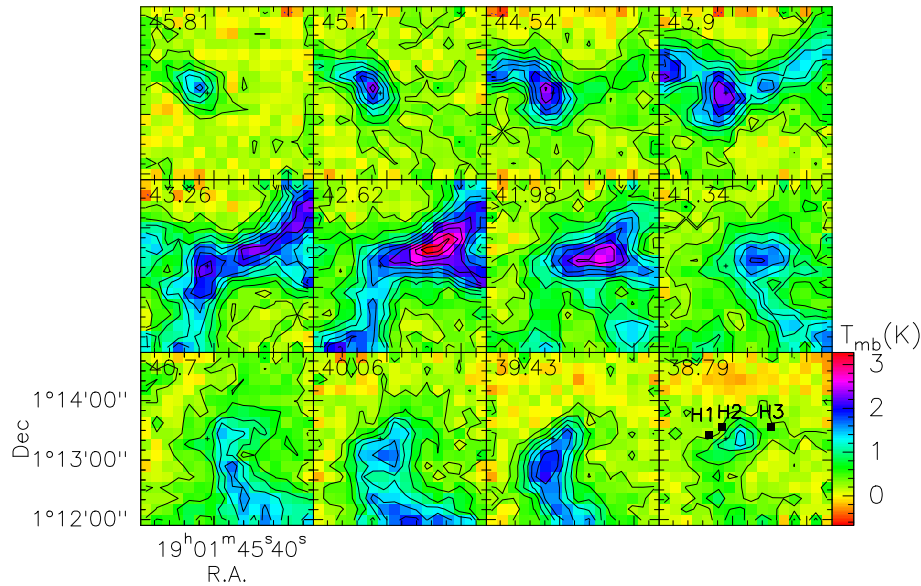 45.81 45.17 44.54 43.9
43.26 42.62 41.98 41.34
T_mb(K)
40.7 40.06 39.43 38.79
3
2
1
0
H1 H2 H3
1°14'00"
1°13'00"
1°12'00"
Dec
19h01m45s40s
R.A.